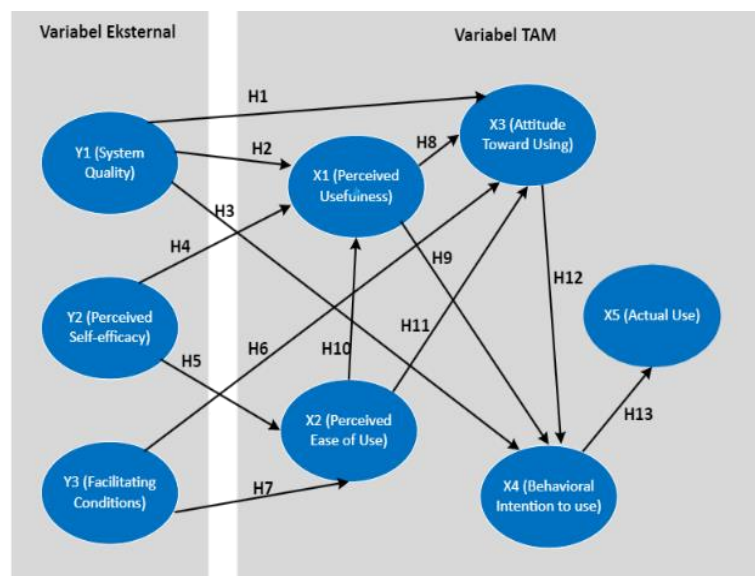 Variabel Eksternal
Variabel TAM
H1
Y1 (System
Quality)
H2
X1 (Perceived
Usefulness)
H8
X3 (Attitude
Toward Using)
H3
H4
H9
Y2 (Perceived
Self-efficacy)
H5
H6
H10
H11
H12
X5 (Actual Use)
X2 (Perceived
Ease of Use)
H13
Y3 (Facilitating
Conditions)
H7
X4 (Behavioral
Intention to use)